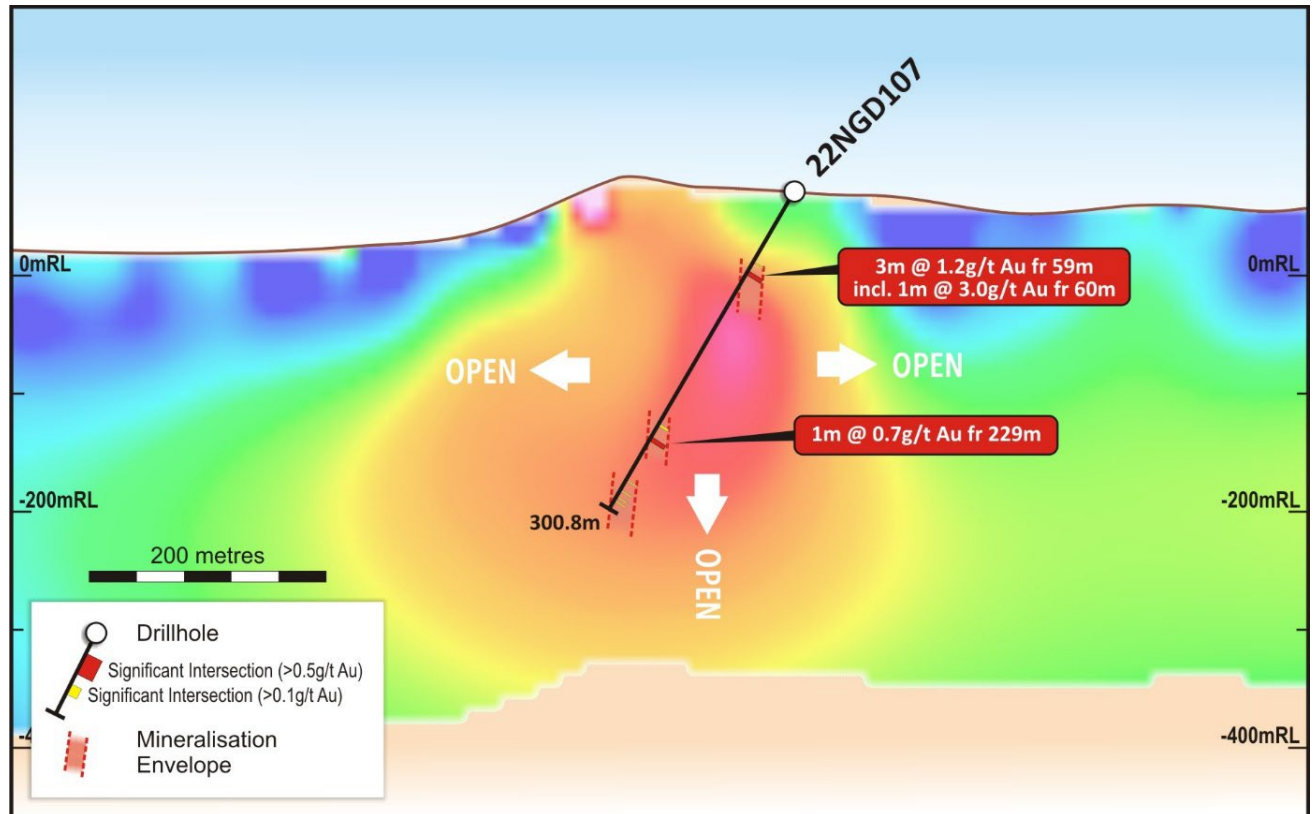 22NGD107
0mRL
3m @ 1.2g/t Au fr 59m
incl. 1m @ 3.0g/t Au fr 60m
0mRL
OPEN
OPEN
1m @ 0.7g/t Au fr 229m
-200mRL
300.8m
-200mRL
OPEN
200 metres
Drillhole
Significant Intersection (>0.5g/t Au)
Significant Intersection (>0.1g/t Au)
Mineralisation
Envelope
-400mRL